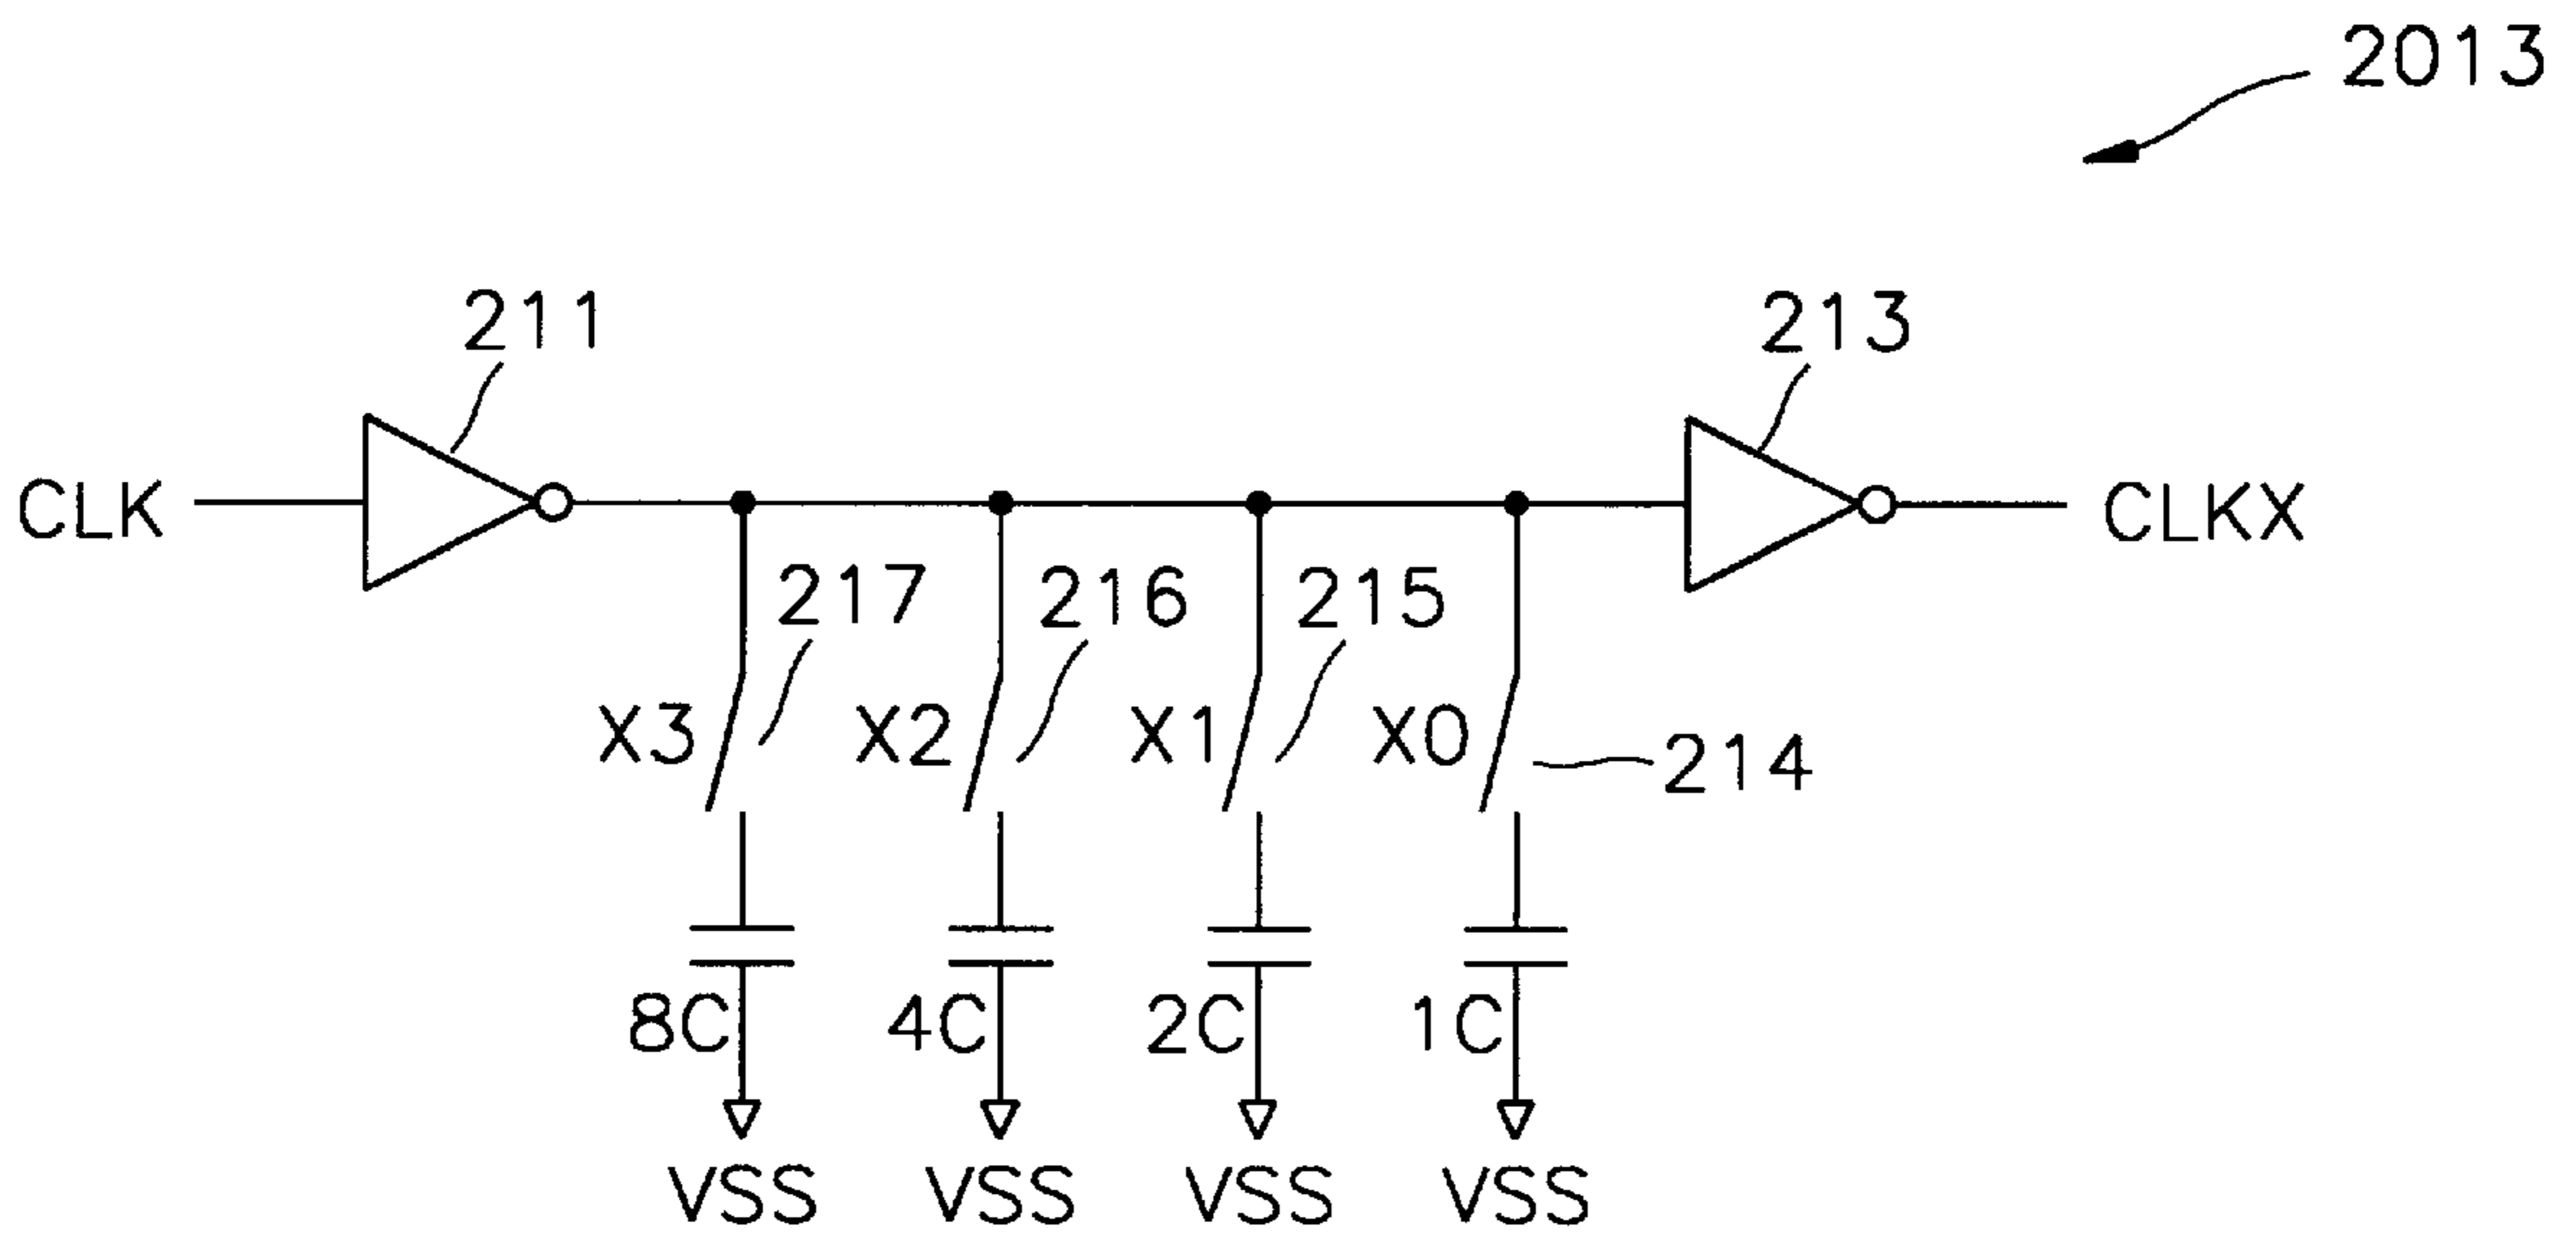 2013
211
213
CLK
CLKX
217
216
215
X3
X2
X1
X0
214
8C
4C
2C
1C
VSS
VSS
VSS
VSS